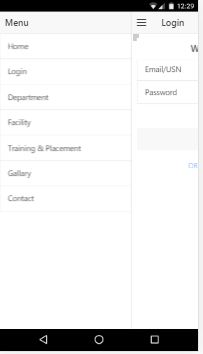 12:29
Menu
Login
Home
Login
Department
Facility
Training & Placement
Gallary
Contact
W
Email/USN
Password
OR